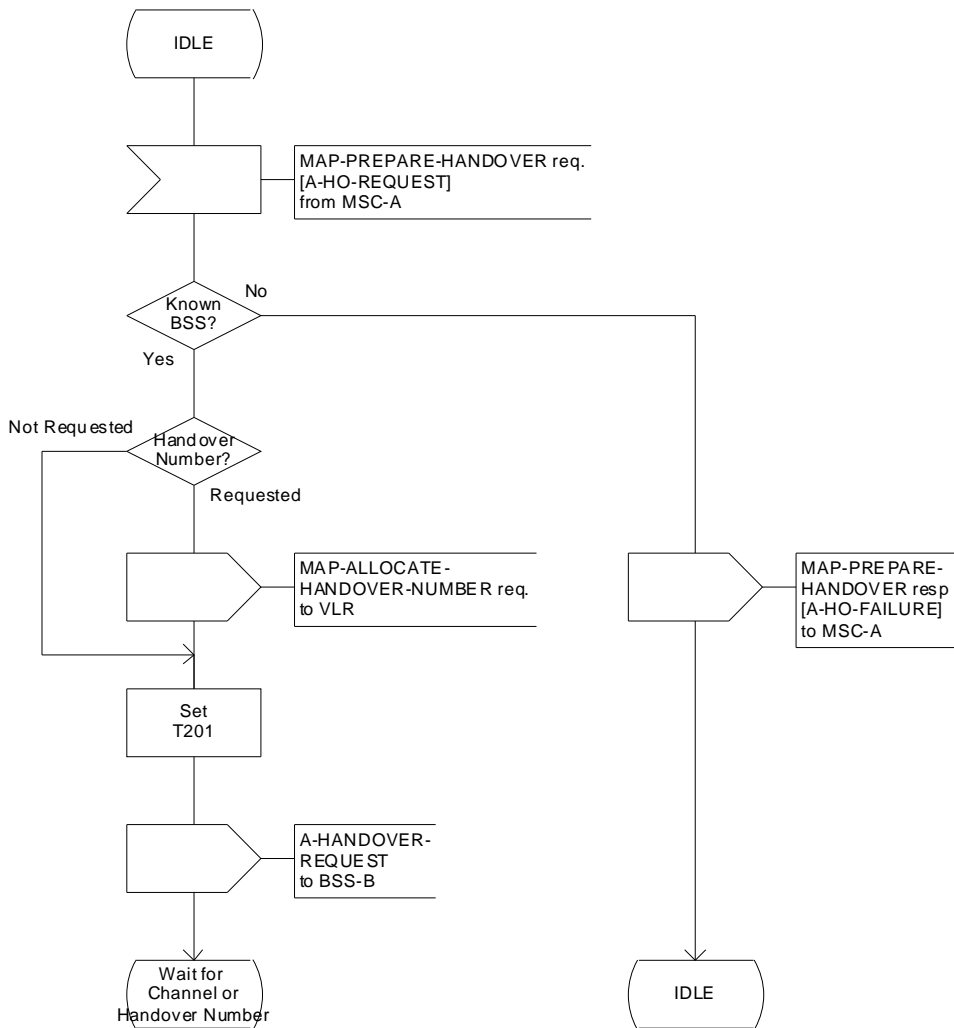 IDLE
MAP-PREPARE-HANDOVER req.
[A-HO-REQUEST]
from MSC-A
No
Known
BSS?
Yes
Not Requested
Handover
Number?
Requested
MAP-ALLOCATE-
HANDOVER-NUMBER req.
to VLR
MAP-PREPARE-
HANDOVER resp
[A-HO-FAILURE]
to MSC-A
Set
T201
A-HANDOVER-
REQUEST
to BSS-B
Wait for
Channel or
Handover Number
IDLE